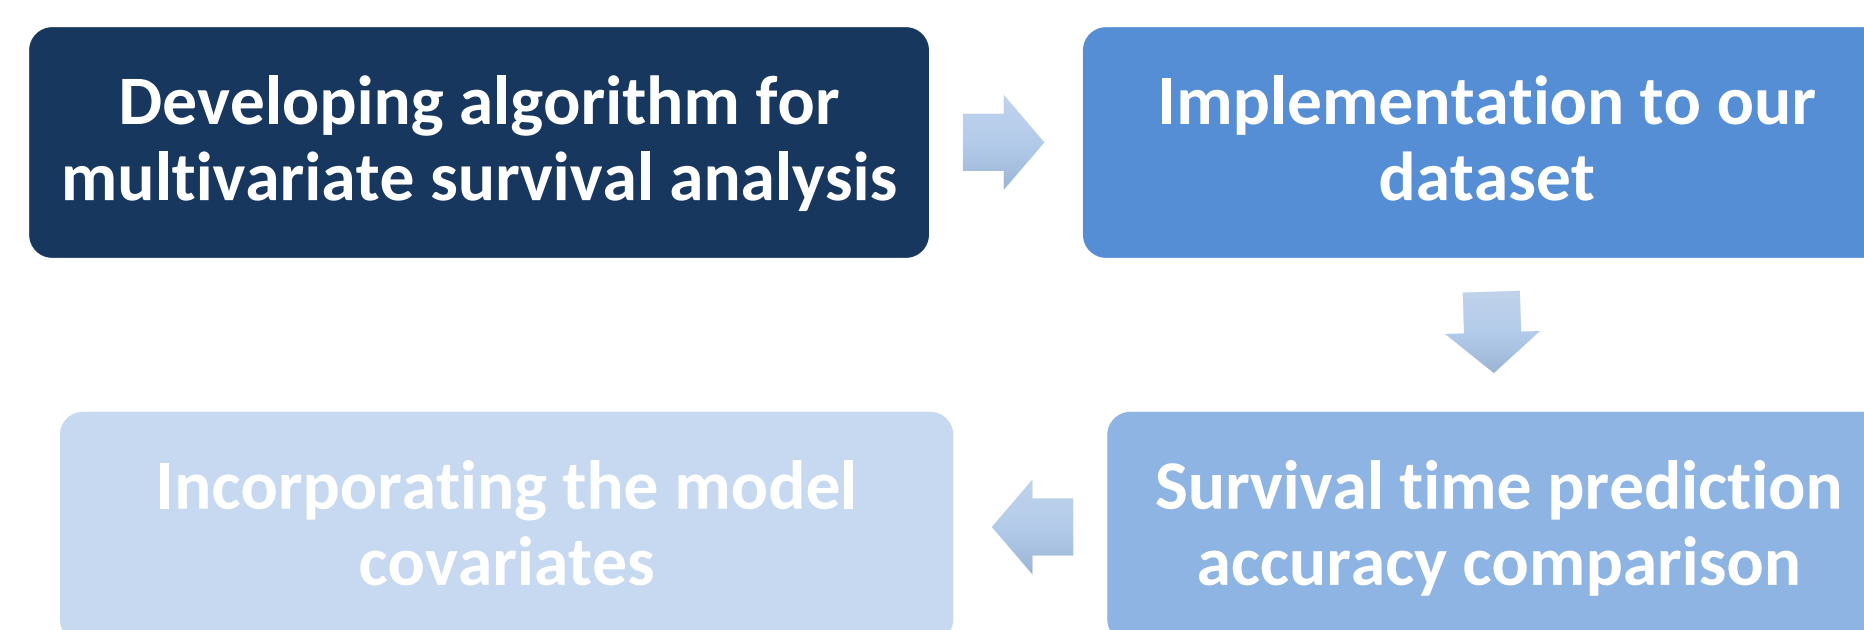 Developing algorithm for
multivariate survival analysis
Implementation to our
dataset
Survival time prediction
accuracy comparison
Incorporating the model
covariates